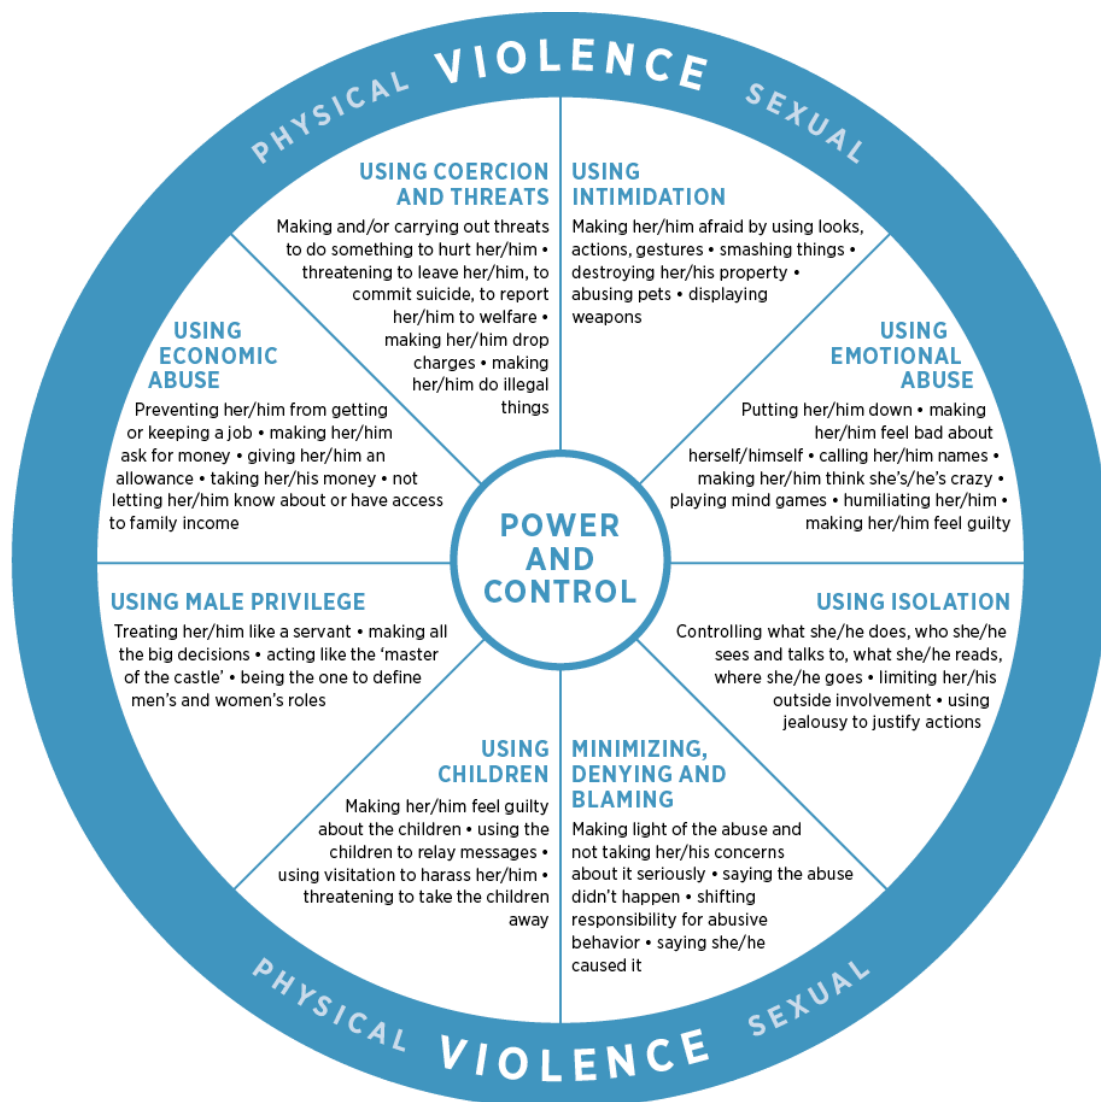 PHYSICAL VIOLENCE SEXUAL
USING COERCION
AND THREATS
Making and/or carrying out threats
to do something to hurt her/him •
threatening to leave her/him, to
commit suicide, to report
her/him to welfare •
making her/him drop
charges • making
her/him do illegal
things
USING
INTIMIDATION
Making her/him afraid by using looks,
actions, gestures • smashing things •
destroying her/his property •
abusing pets • displaying
weapons
USING
ECONOMIC
ABUSE
Preventing her/him from getting
or keeping a job • making her/him
ask for money • giving her/him an
allowance • taking her/his money • not
letting her/him know about or have access
to family income
USING
EMOTIONAL
ABUSE
Putting her/him down • making
her/him feel bad about
herself/himself • calling her/him names •
making her/him think she’s/he’s crazy •
playing mind games • humiliating her/him •
making her/him feel guilty
POWER
AND
CONTROL
USING MALE PRIVILEGE
Treating her/him like a servant • making all
the big decisions • acting like the ‘master
of the castle’ • being the one to define
men’s and women’s roles
USING ISOLATION
Controlling what she/he does, who she/he
sees and talks to, what she/he reads,
where she/he goes • limiting her/his
outside involvement • using
jealousy to justify actions
USING
CHILDREN
Making her/him feel guilty
about the children • using the
children to relay messages •
using visitation to harass her/him •
threatening to take the children
away
MINIMIZING,
DENYING AND
BLAMING
Making light of the abuse and
not taking her/his concerns
about it seriously • saying the abuse
didn’t happen • shifting
responsibility for abusive
behavior • saying she/he
caused it
PHYSICAL VIOLENCE SEXUAL